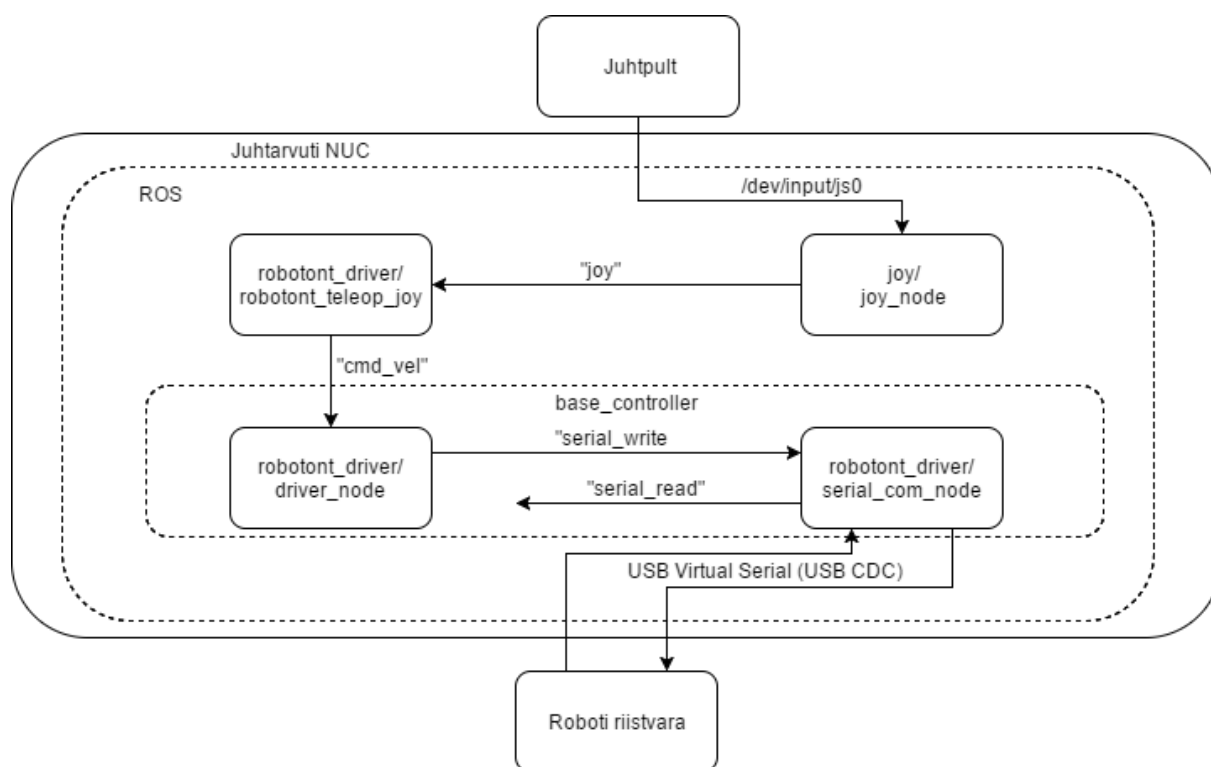 Juhtpult
Juhtarvuti NUC
ROS
/dev/input/js0
robotont_driver/
robotont_teleop_joy
"joy"
joy/
joy_node
"cmd_vel"
base_controller
robotont_driver/
driver_node
"serial_write
"serial_read"
robotont_driver/
serial_com_node
USB Virtual Serial (USB CDC)
Roboti riistvara